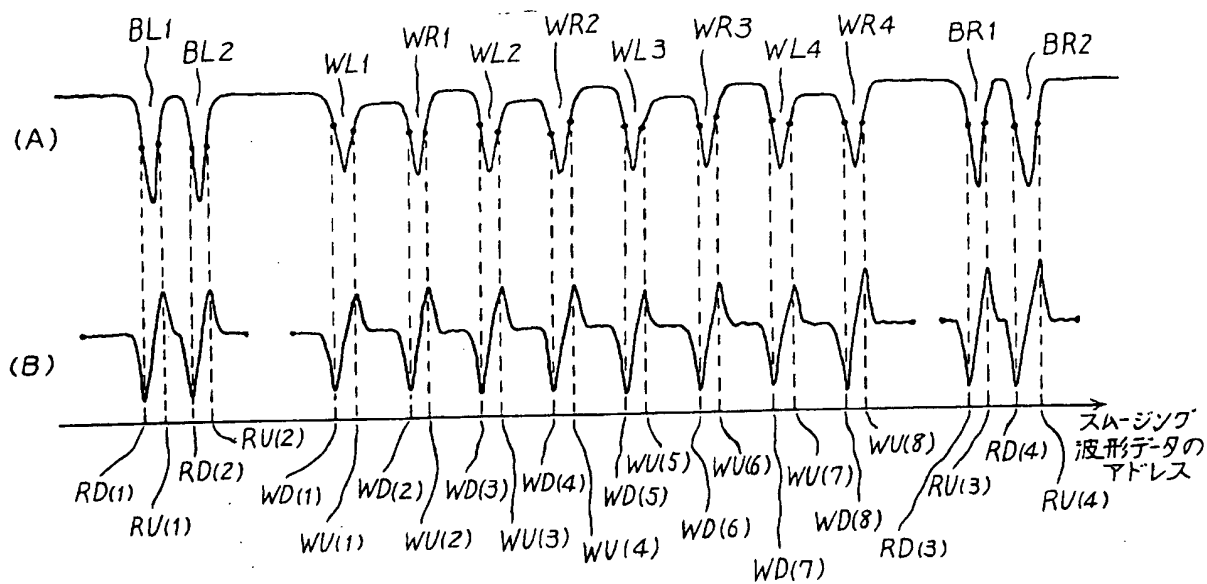 BL1
BL2
WL1
WR1
WL2
WR2
WL3
WR3
WL4
WR4
BR1
BR2
(A)
(B)
RD(1)
RU(1)
RD(2)
RU(2)
WD(1)
WU(1)
WD(2)
WU(2)
WD(3)
WU(3)
WD(4)
WU(4)
WD(5)
WU(5)
WD(6)
WU(6)
WD(7)
WU(7)
WD(8)
WU(8)
RD(3)
RU(3)
RD(4)
RU(4)
スムージング
波形データの
アドレス